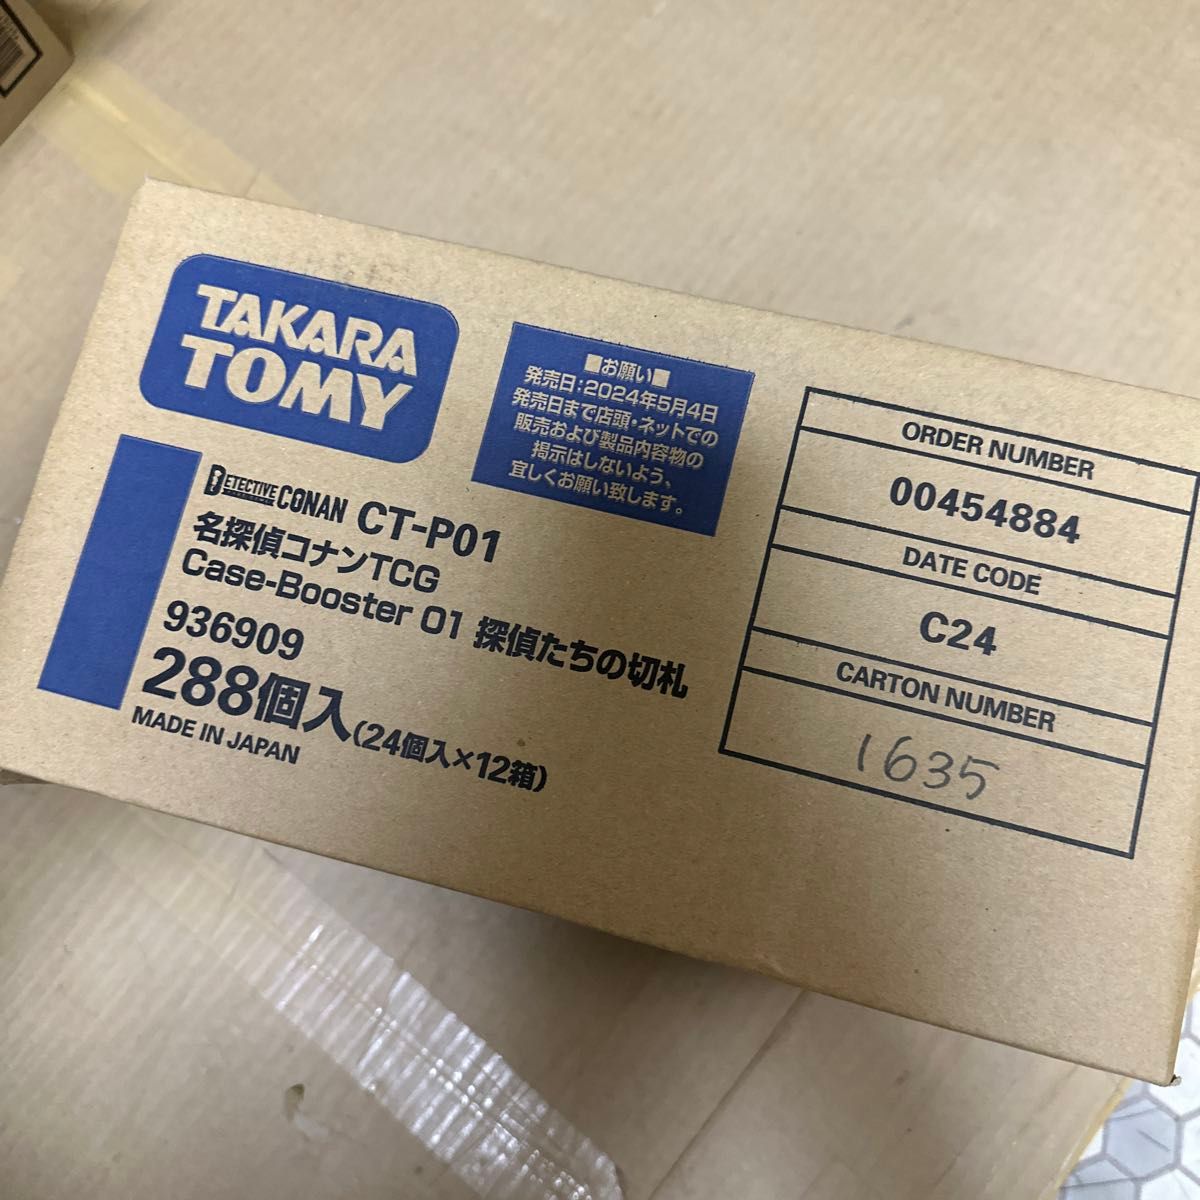 TAKARA
TOMY
■お願い■
発売日：2024年5月4日
発売日まで店頭・ネットでの
販売および製品内容物の
掲示はしないよう、
宜しくお願い致します。
DETECTIVE CONAN CT-P01
名探偵コナンTCG
Case-Booster 01 探偵たちの切札
936909
288個入(24個入×12箱)
MADE IN JAPAN
ORDER NUMBER
00454884
DATE CODE
C24
CARTON NUMBER
1635